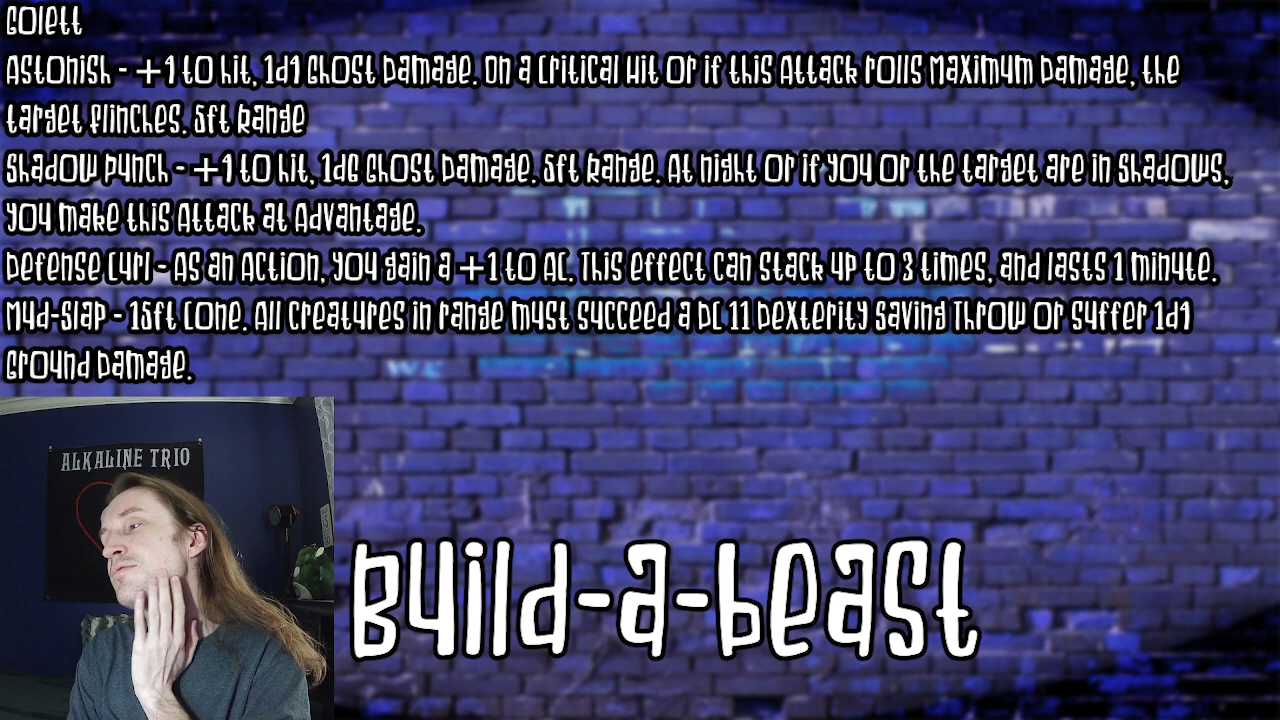 Golett
Astonish - +4 to hit, 1d4 Ghost Damage. On a Critical Hit or if this Attack rolls Maximum Damage, the
target flinches. 5ft Range
Shadow Punch - +4 to hit, 1d6 Ghost Damage. 5ft Range. At night or if you or the target are in Shadows,
you make this Attack at Advantage.
Defense Curl - As an Action, you gain a +1 to AC. This effect can stack up to 3 times, and lasts 1 minute.
Mud-Slap - 15ft Cone. All Creatures in range must succeed a DC 11 Dexterity Saving Throw or suffer 1d4
Ground Damage.
ALKALINE TRIO
Build-a-beast